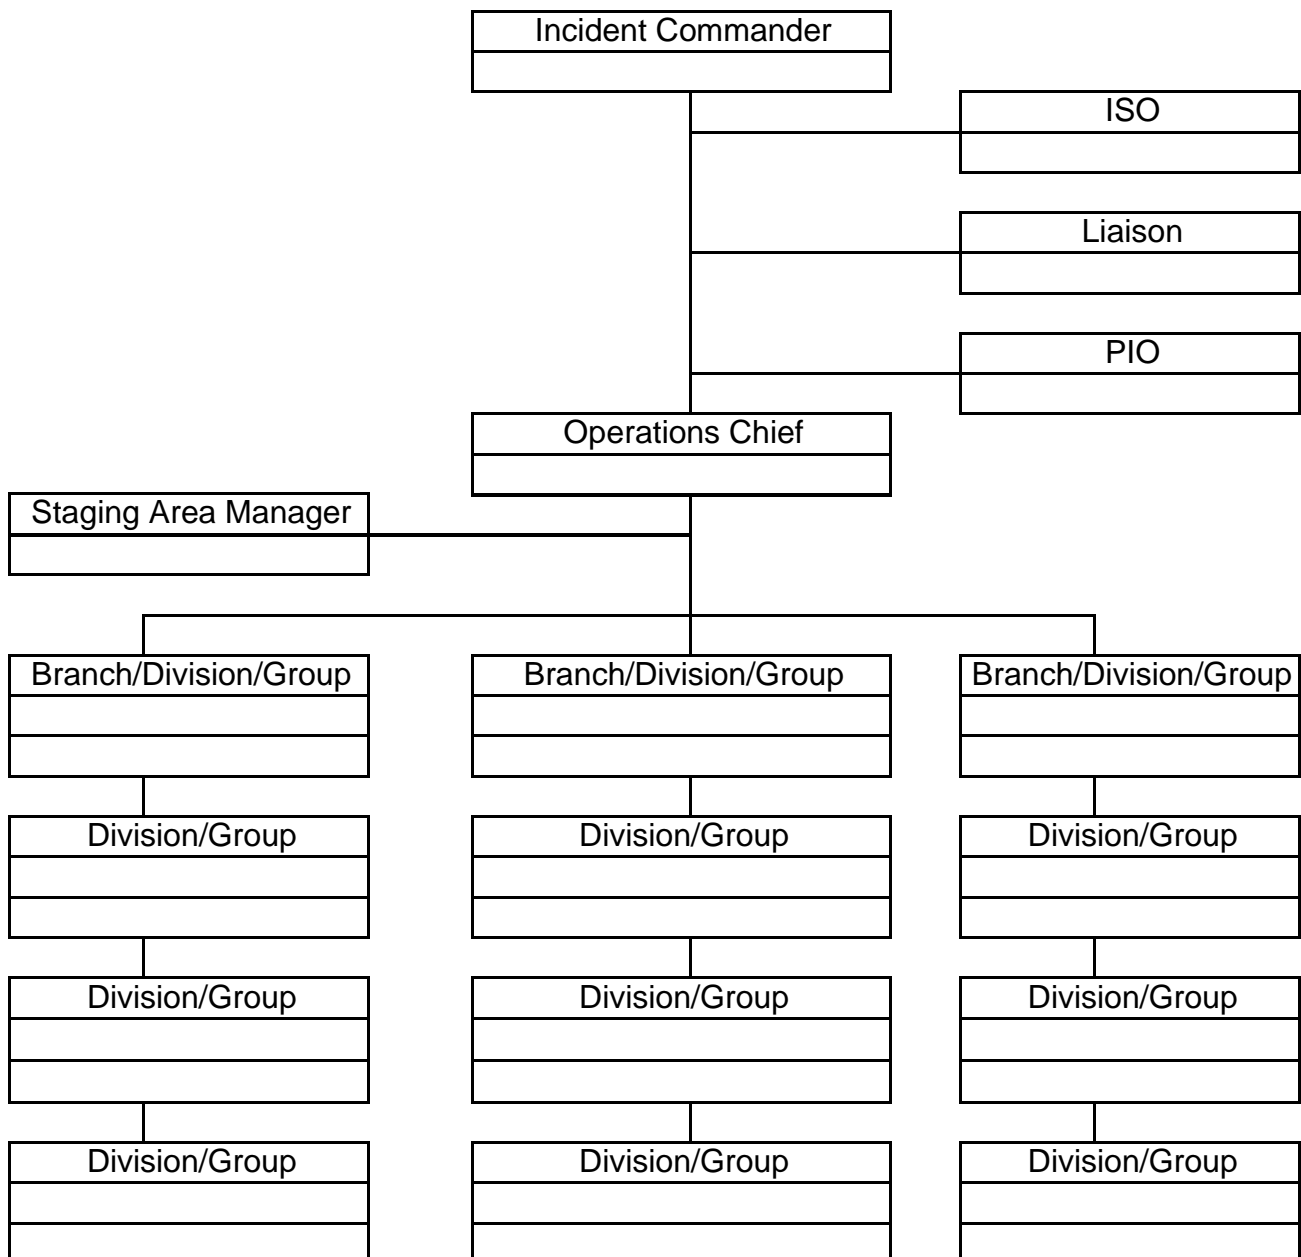 Incident Commander
ISO
Liaison
PIO
Operations Chief
Staging Area Manager
Branch/Division/Group
Branch/Division/Group
Branch/Division/Group
Division/Group
Division/Group
Division/Group
Division/Group
Division/Group
Division/Group
Division/Group
Division/Group
Division/Group